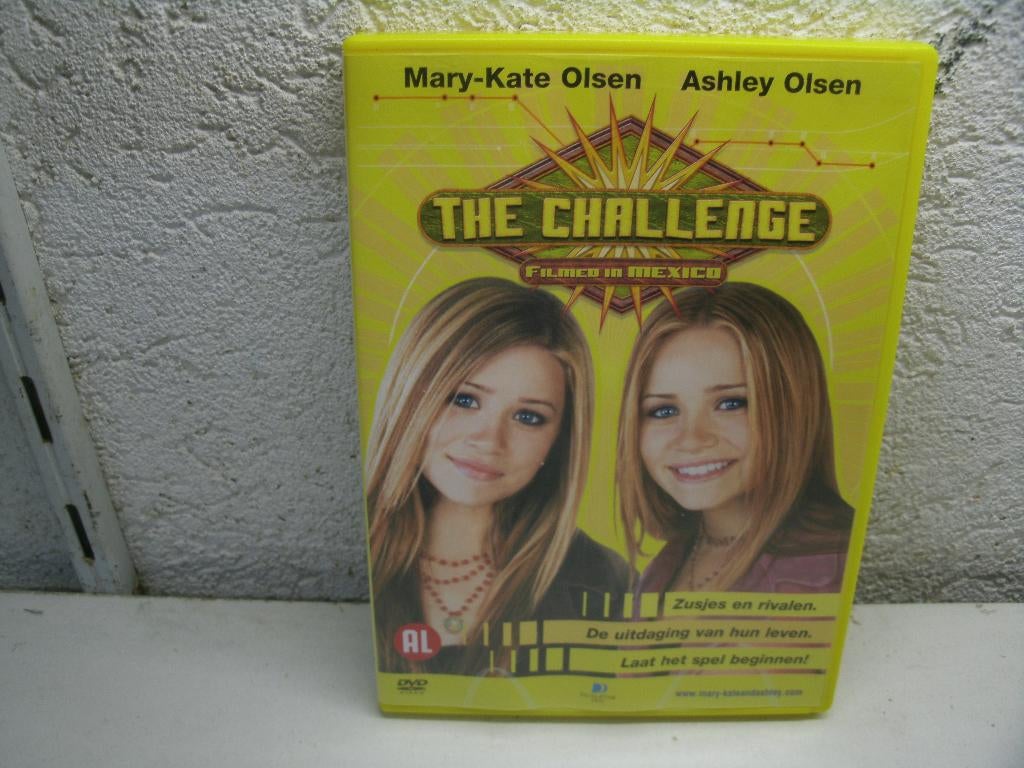 Mary-Kate Olsen Ashley Olsen
THE CHALLENGE
FILMED IN MEXICO
Zusjes en rivalen.
De uitdaging van hun leven.
Laat het spel beginnen!
AL
DVD
VIDEO
www.mary-kateandashley.com